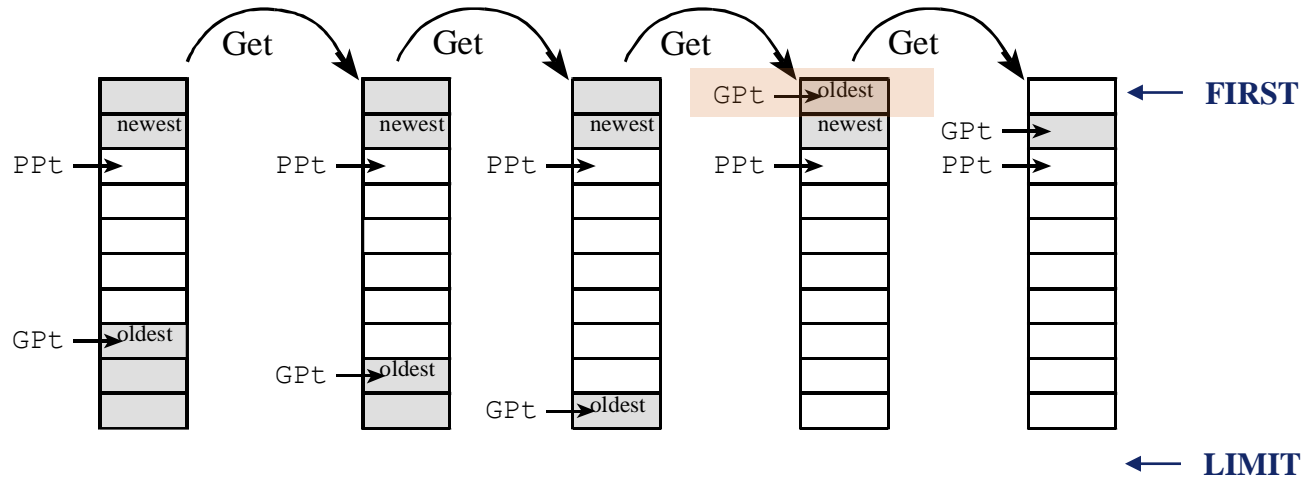 Get Get Get Get
GPt oldest FIRST
newest newest newest newest GPt
PPt PPt PPt PPt PPt
GPt oldest
GPt oldest
GPt oldest
LIMIT